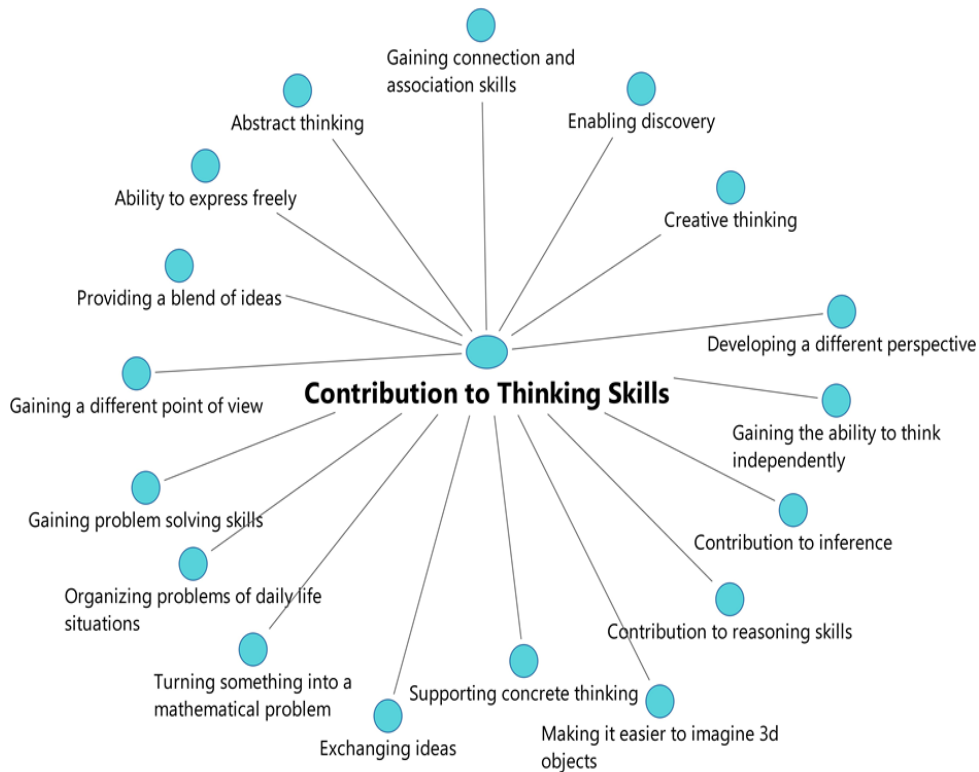 Gaining connection and
association skills
Abstract thinking
Enabling discovery
Ability to express freely
Creative thinking
Providing a blend of ideas
Developing a different perspective
Contribution to Thinking Skills
Gaining a different point of view
Gaining the ability to think
independently
Gaining problem solving skills
Contribution to inference
Organizing problems of daily life
situations
Contribution to reasoning skills
Turning something into a
mathematical problem
Supporting concrete thinking
Exchanging ideas
Making it easier to imagine 3d
objects